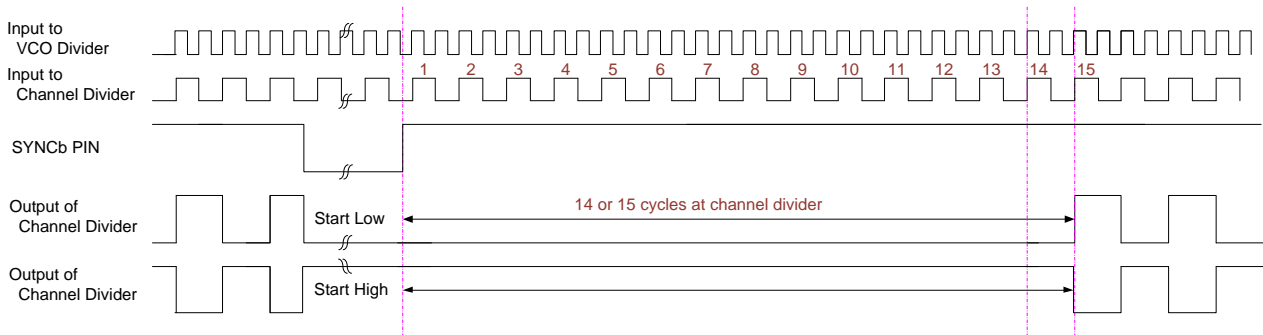 Input to
VCO Divider
Input to
Channel Divider
1 2 3 4 5 6 7 8 9 10 11 12 13 14 15
SYNCb PIN
Output of
Channel Divider
Start Low
14 or 15 cycles at channel divider
Output of
Channel Divider
Start High